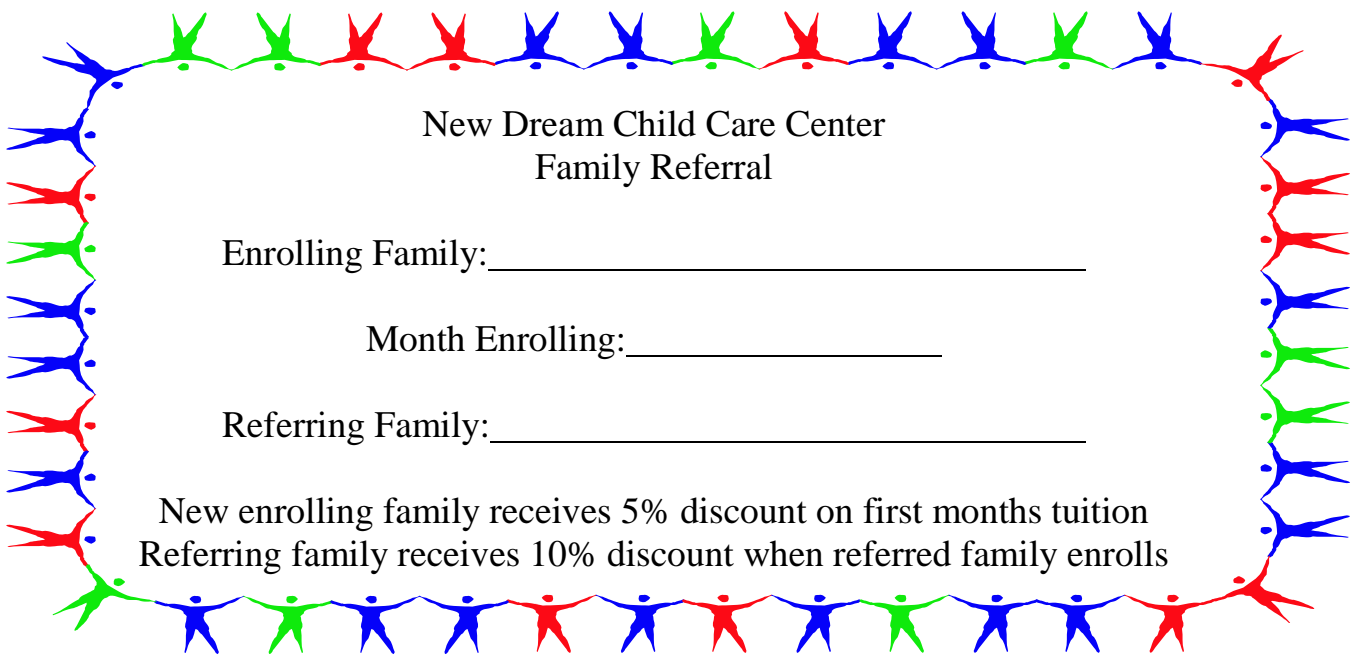 New Dream Child Care Center
Family Referral
Enrolling Family:
Month Enrolling:
Referring Family:
New enrolling family receives 5% discount on first months tuition
Referring family receives 10% discount when referred family enrolls